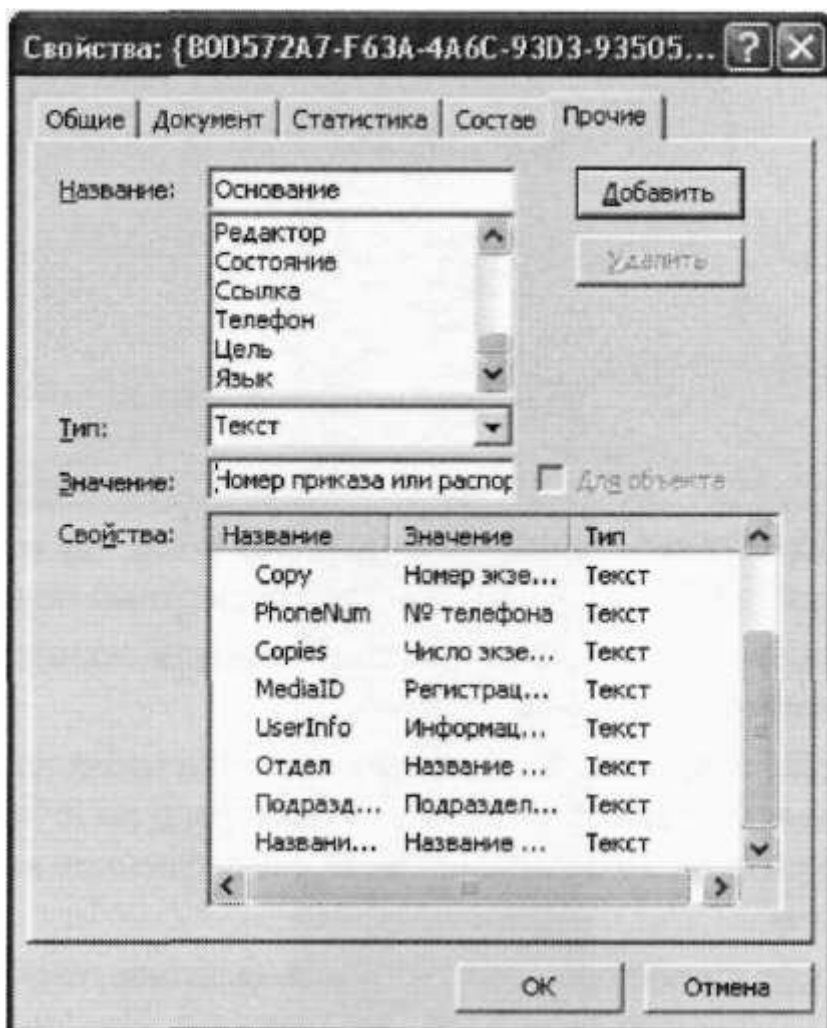 Свойства: {B0D572A7-F63A-4A6C-93D3-93505...
Общие Документ Статистика Состав Прочие
Название: Основание Добавить
Редактор
Состояние Удалить
Ссылка
Телефон
Цель
Язык
Тип: Текст
Значение: Номер приказа или распор Для объекта
Свойства: Название Значение Тип
Copy Номер экзе... Текст
PhoneNum № телефона Текст
Copies Число экзе... Текст
MediaID Регистрац... Текст
UserInfo Информац... Текст
Отдел Название ... Текст
Подразд... Подраздел... Текст
Названи... Название ... Текст
ОК Отмена